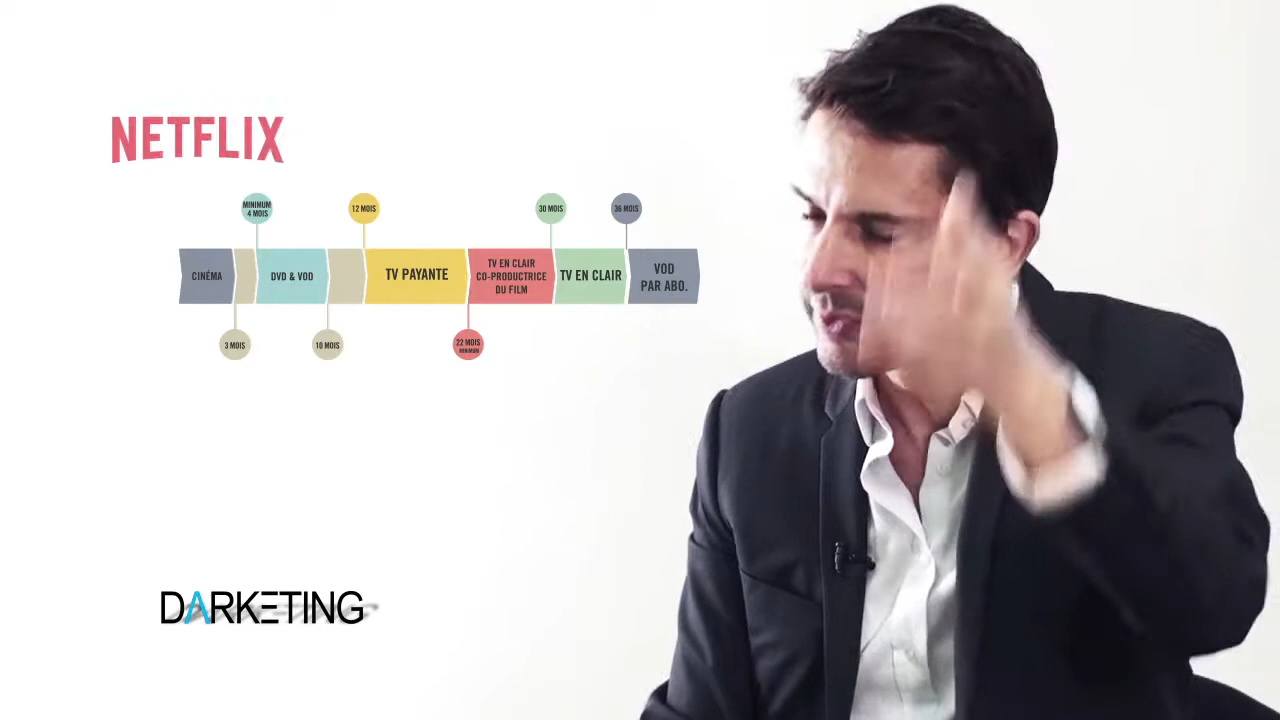 NETFLIX
MINIMUM
4 MOIS
12 MOIS
30 MOIS
36 MOIS
CINÉMA
DVD & VOD
TV PAYANTE
TV EN CLAIR
CO-PRODUCTRICE
DU FILM
TV EN CLAIR
VOD
PAR ABO.
3 MOIS
10 MOIS
22 MOIS
MINIMUM
DARKETING